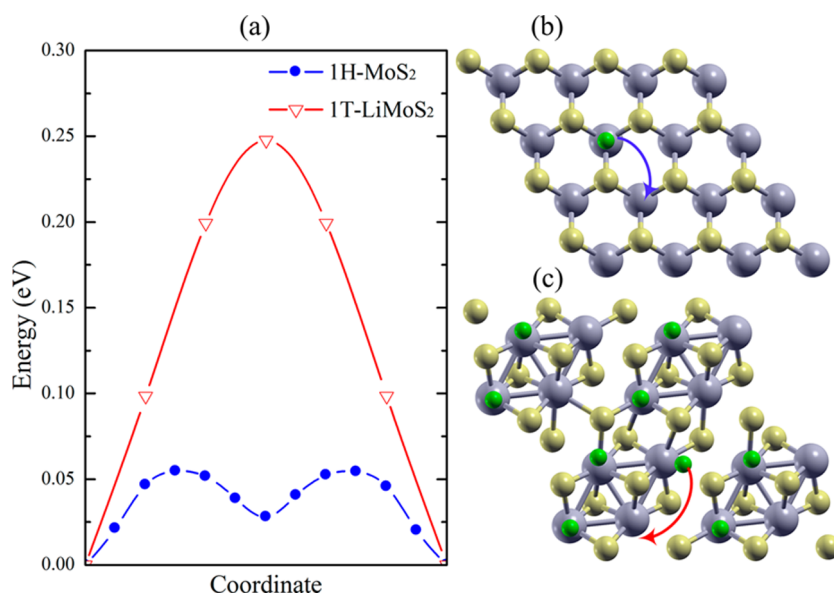 (a)
0.30
0.25
0.20
0.15
0.10
0.05
0.00
Energy (eV)
Coordinate
1H-MoS₂
1T-LiMoS₂
(b)
(c)